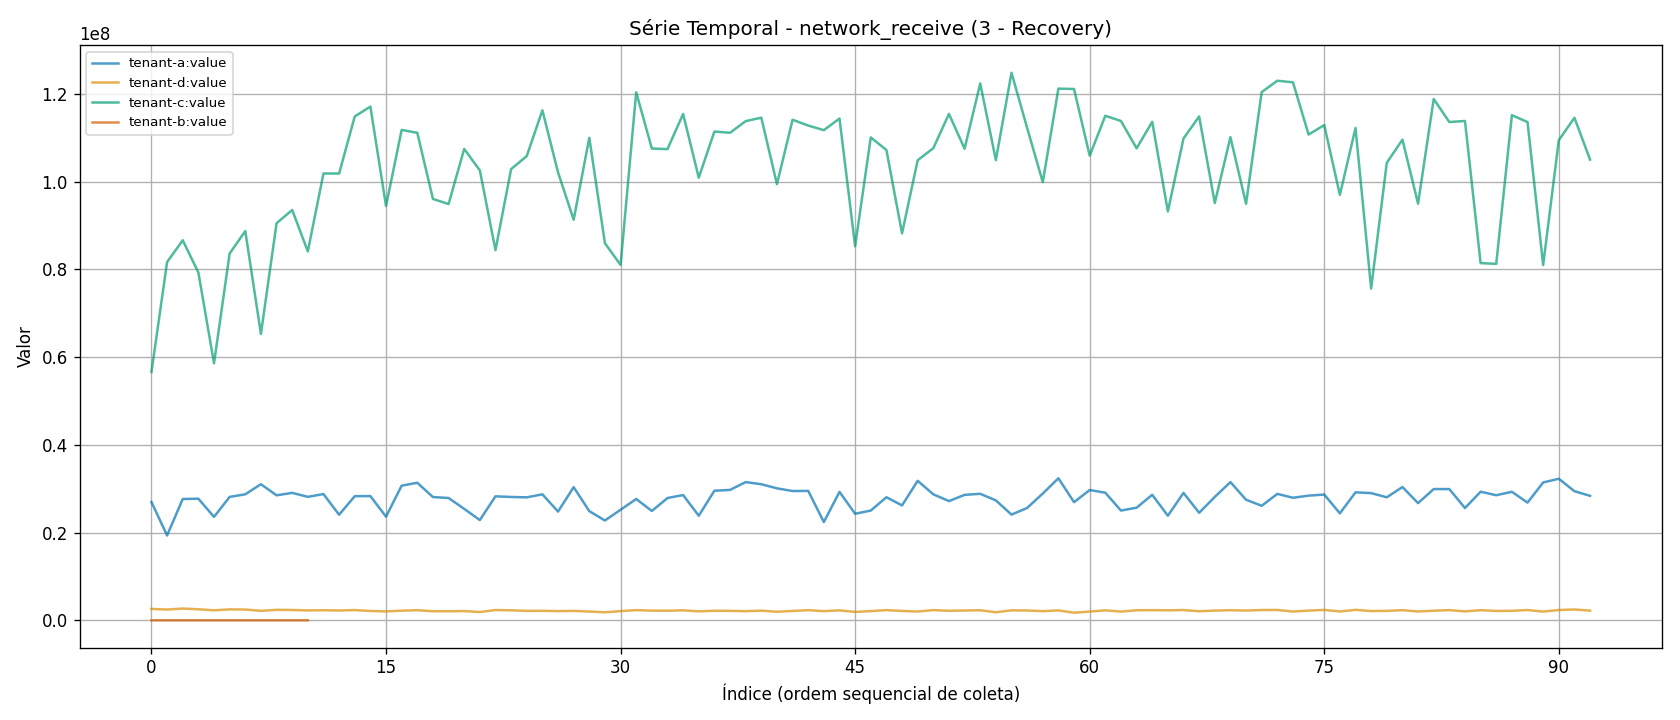 Série Temporal - network_receive (3 - Recovery)
1e8
tenant-a:value
tenant-d:value
tenant-c:value
tenant-b:value
1.2
1.0
0.8
0.6
0.4
0.2
0.0
Valor
0 15 30 45 60 75 90
Índice (ordem sequencial de coleta)